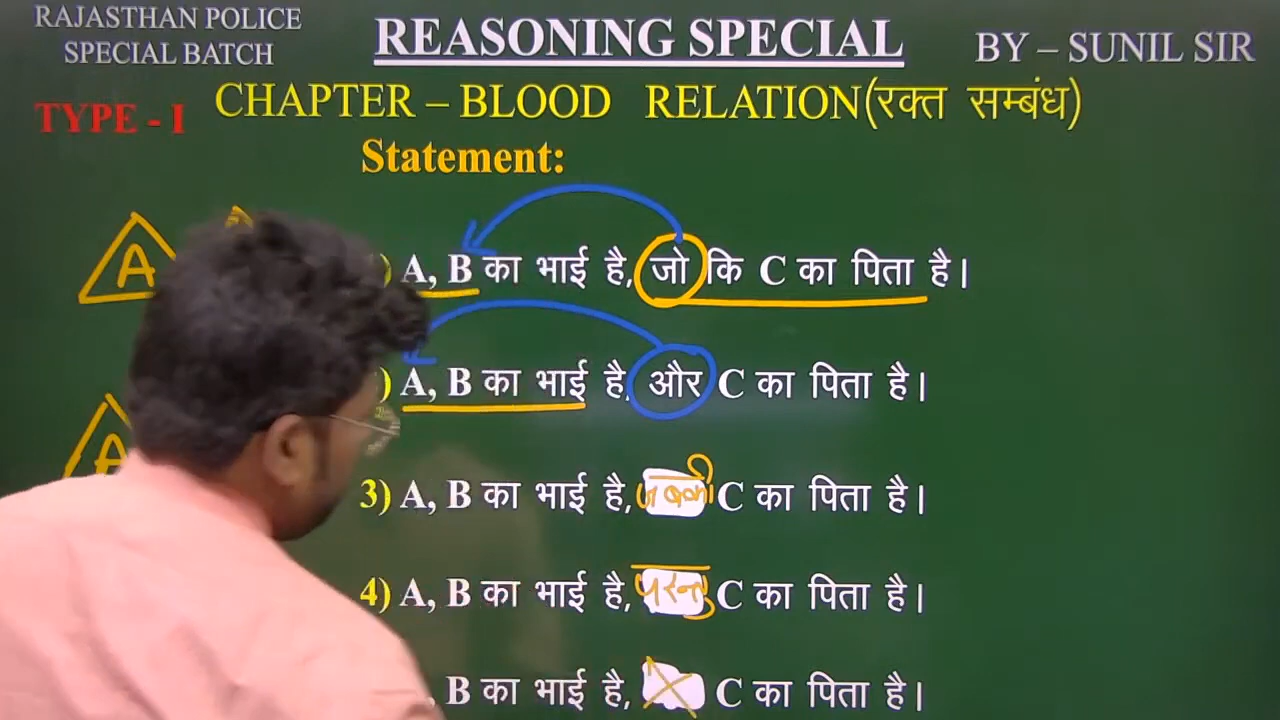 RAJASTHAN POLICE
SPECIAL BATCH
REASONING SPECIAL
BY – SUNIL SIR
CHAPTER – BLOOD RELATION(रक्त सम्बंध)
TYPE - I
Statement:
A
) A, B का भाई है, जो कि C का पिता है।
) A, B का भाई है, और C का पिता है।
A
3) A, B का भाई है, जबकी C का पिता है।
4) A, B का भाई है, परन्तु C का पिता है।
, B का भाई है, C का पिता है।